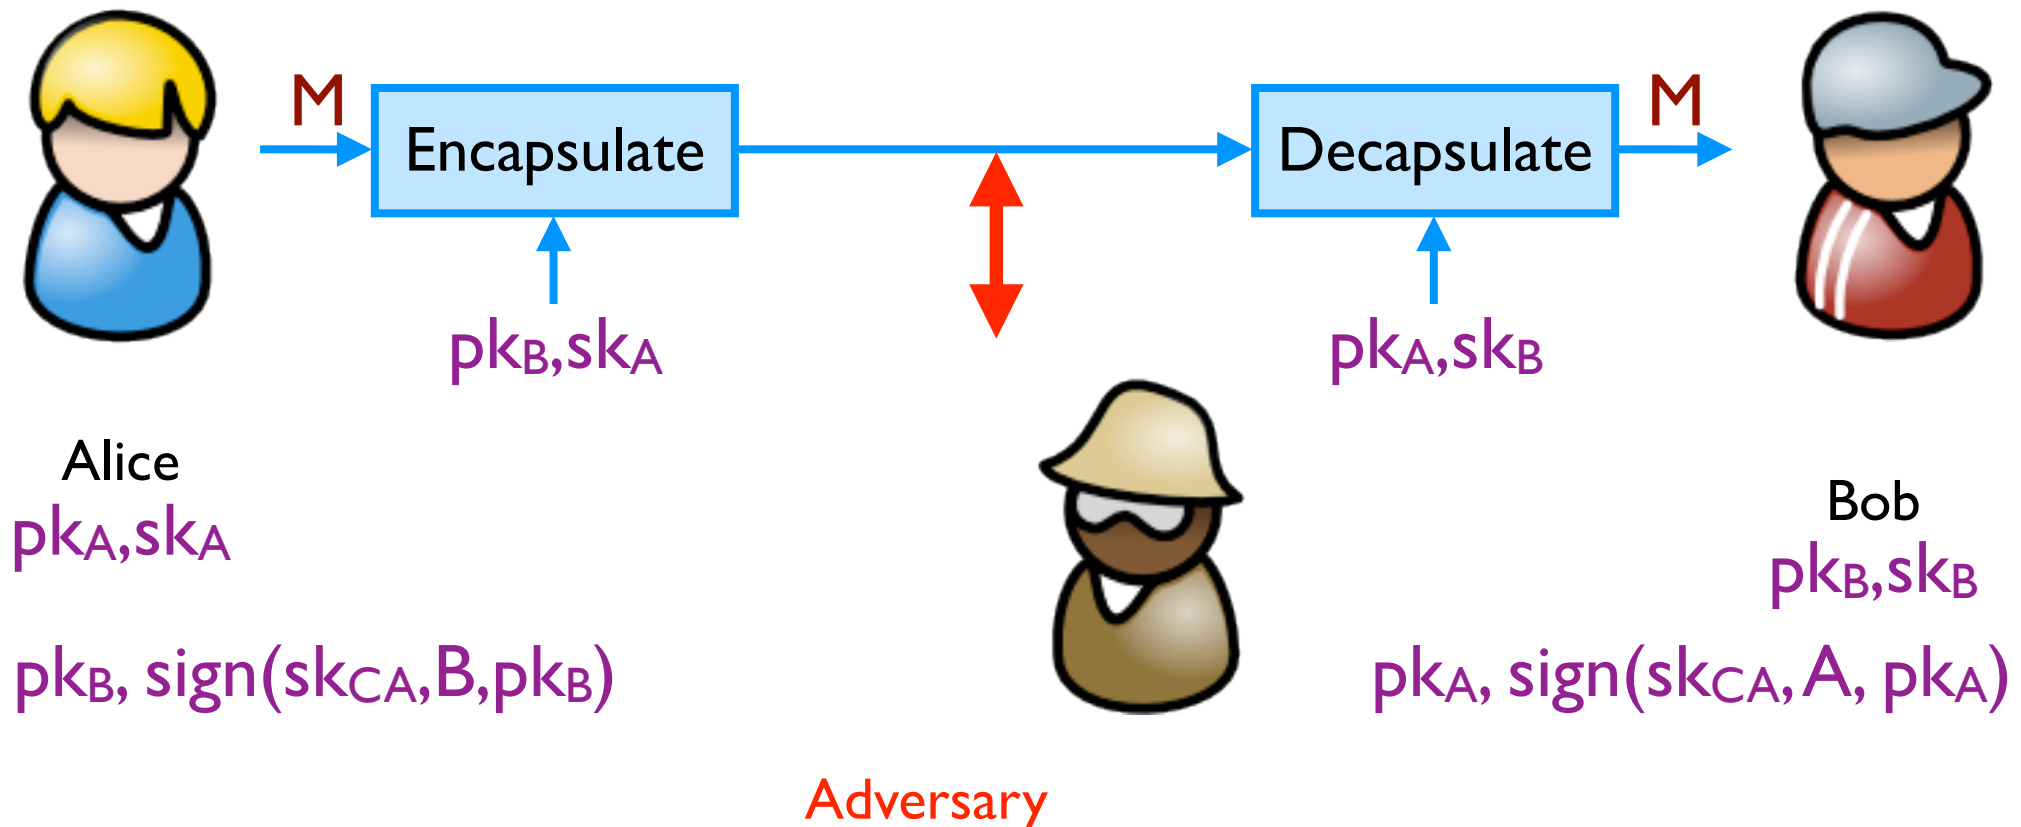 M
M
Encapsulate
Decapsulate
pkB,skA
pkA,skB
Alice
pkA,skA
Bob
pkB,skB
pkB, sign(skCA,B,pkB)
pkA, sign(skCA, A, pkA)
Adversary